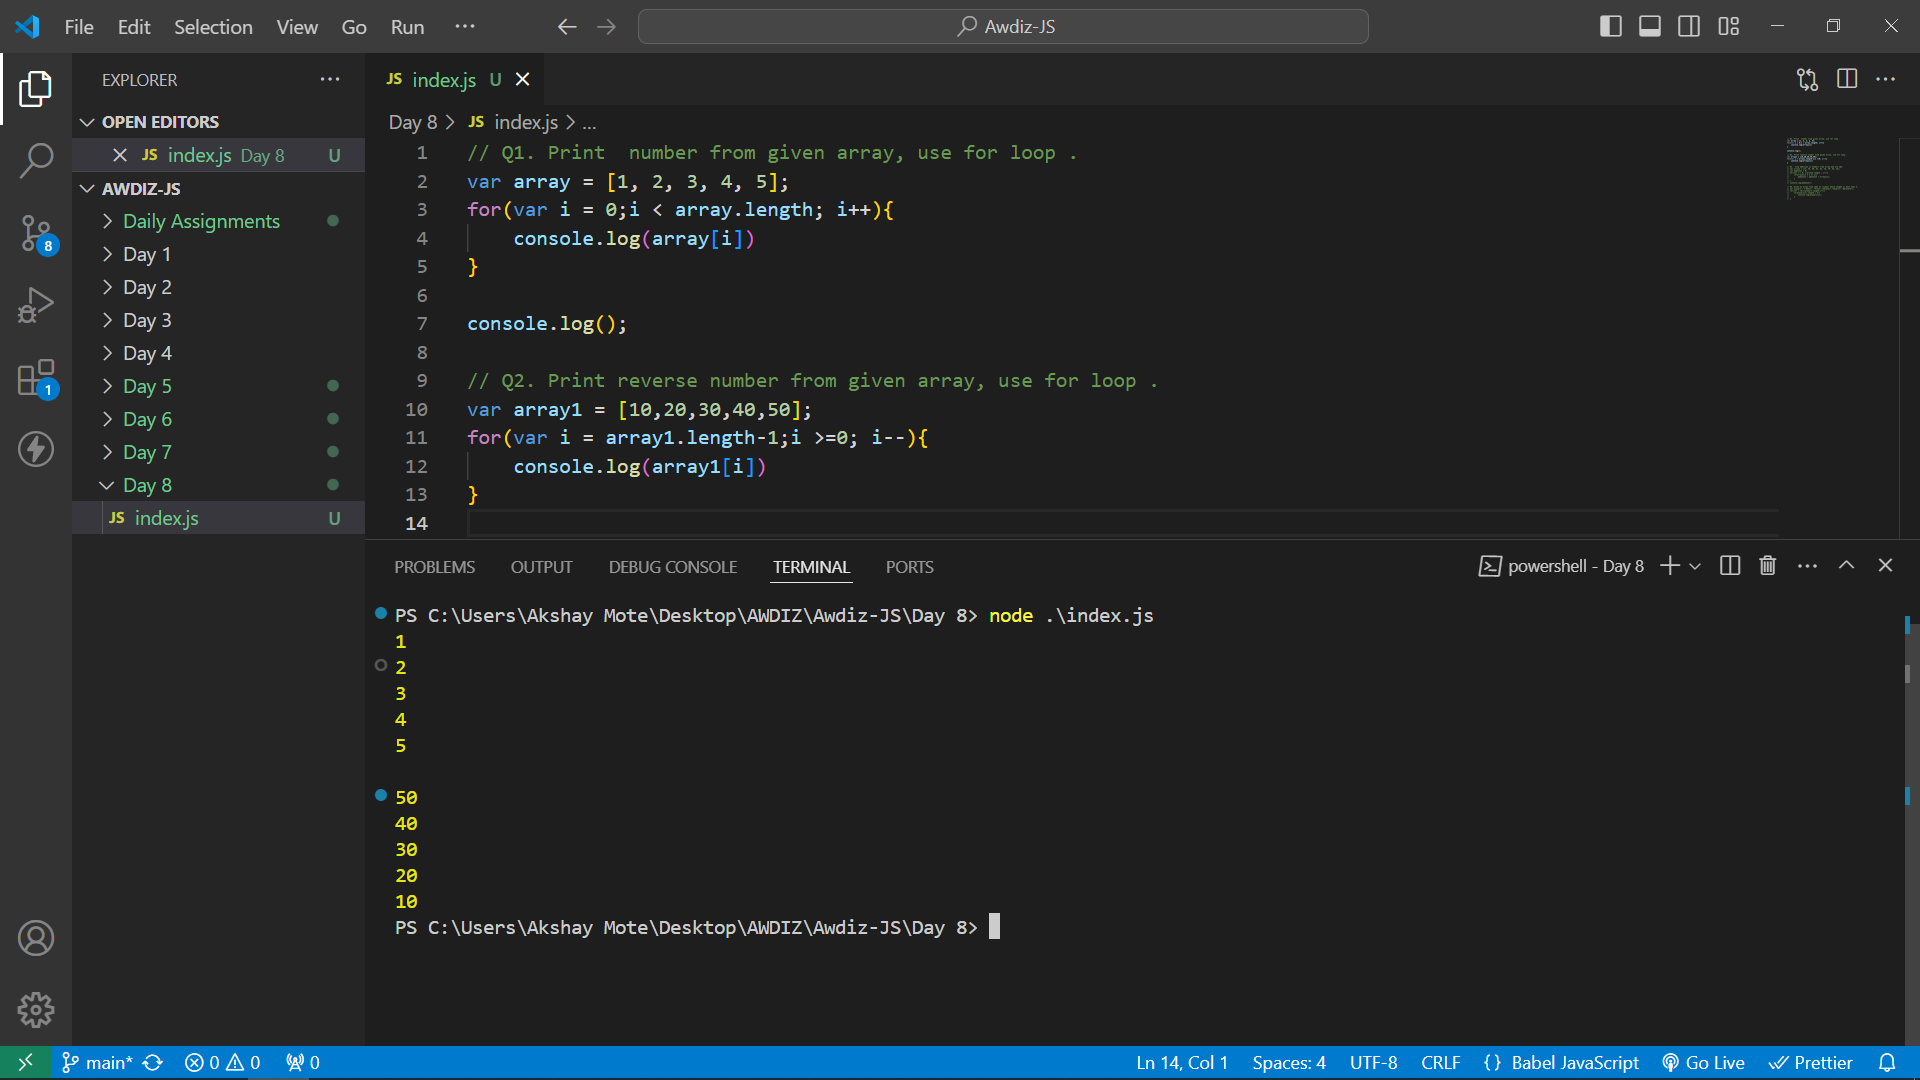 File Edit Selection View Go Run ··· Awdiz-JS
EXPLORER ···
OPEN EDITORS
JS index.js Day 8 U
AWDIZ-JS
Daily Assignments
Day 1
Day 2
Day 3
Day 4
Day 5
Day 6
Day 7
Day 8
JS index.js U
8
1
JS index.js U
Day 8 > JS index.js > ...
1 // Q1. Print  number from given array, use for loop .
2 var array = [1, 2, 3, 4, 5];
3 for(var i = 0;i < array.length; i++){
4     console.log(array[i])
5 }
6
7 console.log();
8
9 // Q2. Print reverse number from given array, use for loop .
10 var array1 = [10,20,30,40,50];
11 for(var i = array1.length-1;i >=0; i--){
12     console.log(array1[i])
13 }
14
PROBLEMS OUTPUT DEBUG CONSOLE TERMINAL PORTS powershell - Day 8
PS C:\Users\Akshay Mote\Desktop\AWDIZ\Awdiz-JS\Day 8> node .\index.js
1
2
3
4
5
50
40
30
20
10
PS C:\Users\Akshay Mote\Desktop\AWDIZ\Awdiz-JS\Day 8>
main* 0 0 0 Ln 14, Col 1 Spaces: 4 UTF-8 CRLF {} Babel JavaScript Go Live Prettier